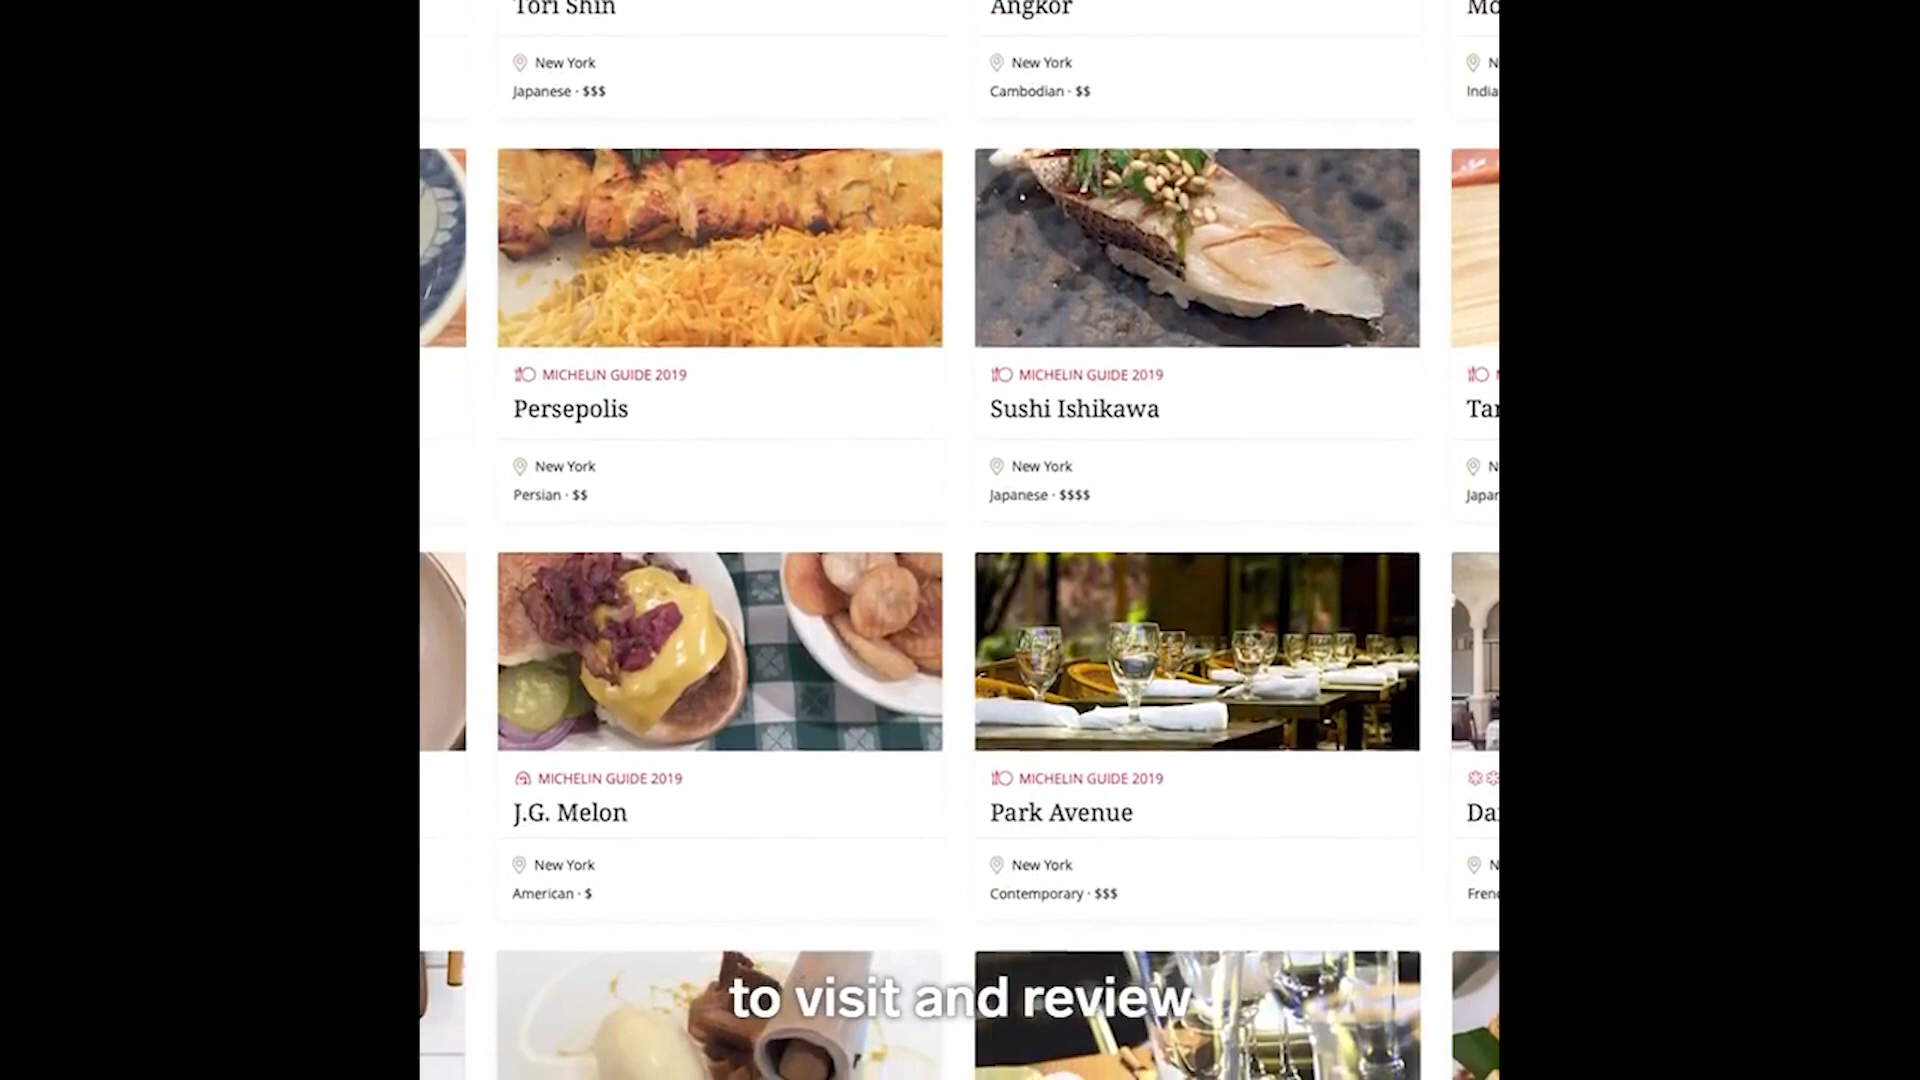 Tori Shin
Angkor
New York
New York
Japanese · $$$
Cambodian · $$
MICHELIN GUIDE 2019
MICHELIN GUIDE 2019
Persepolis
Sushi Ishikawa
New York
New York
Persian · $$
Japanese · $$$$
MICHELIN GUIDE 2019
MICHELIN GUIDE 2019
J.G. Melon
Park Avenue
New York
New York
American · $
Contemporary · $$$
to visit and review